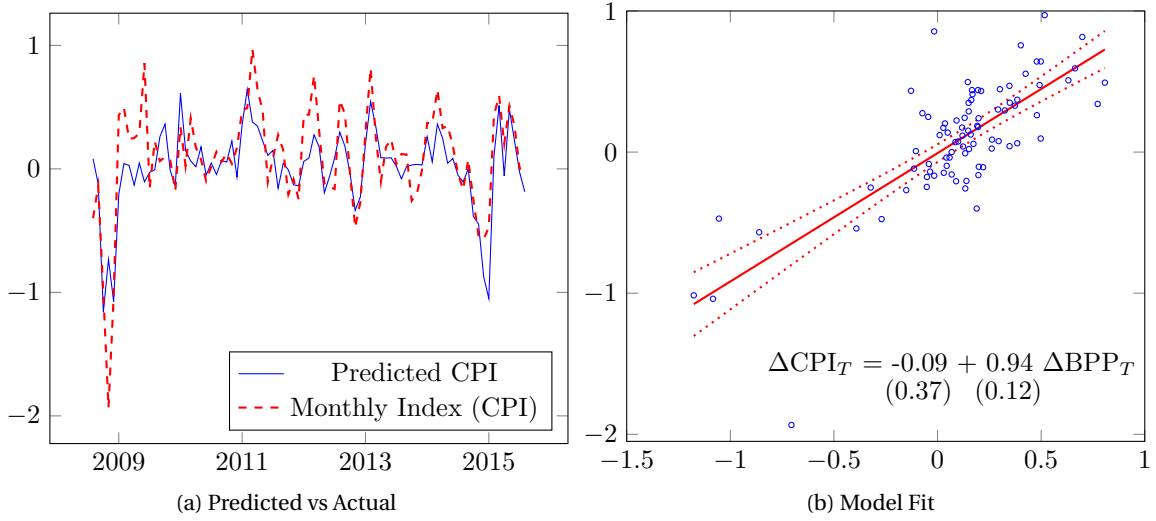 1
0
−1
−2
2009 2011 2013 2015
Predicted CPI
Monthly Index (CPI)
(a) Predicted vs Actual
1
0
−1
−2
−1.5 −1 −0.5 0 0.5 1
ΔCPI_T = -0.09 + 0.94 ΔBPP_T
(0.37) (0.12)
(b) Model Fit